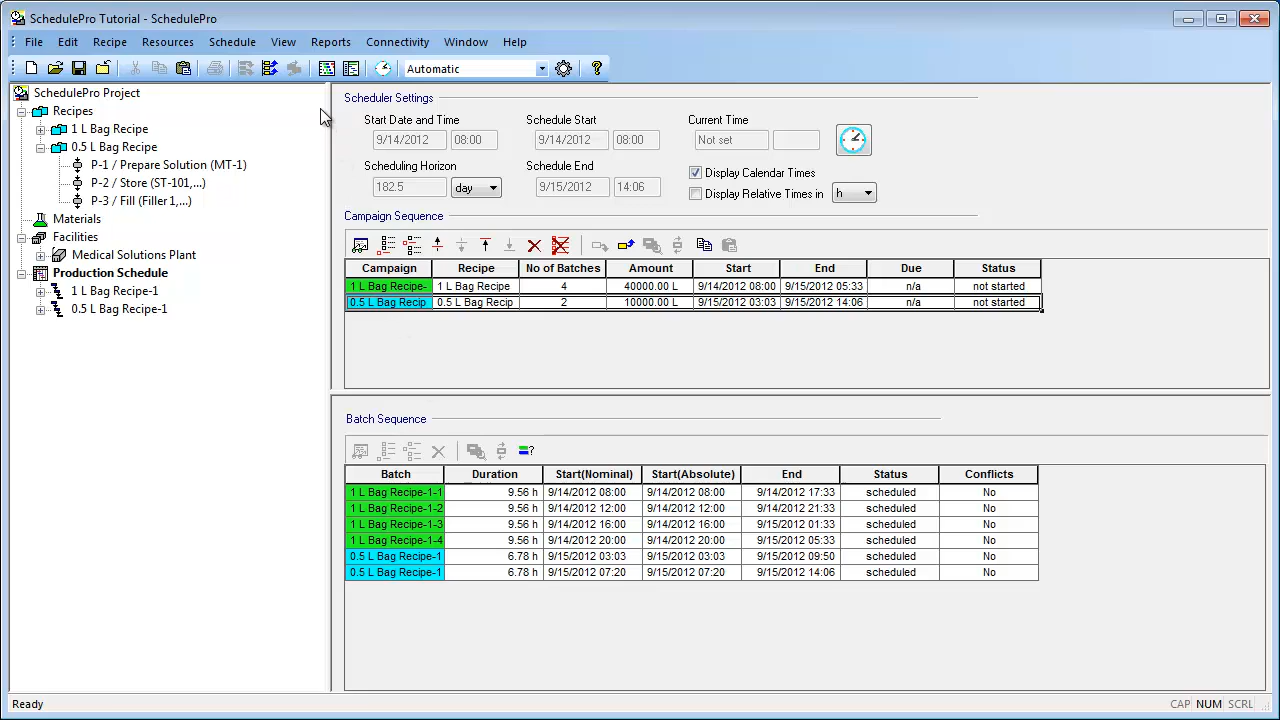 SchedulePro Tutorial - SchedulePro
File Edit Recipe Resources Schedule View Reports Connectivity Window Help
Automatic
SchedulePro Project
Recipes
1 L Bag Recipe
0.5 L Bag Recipe
P-1 / Prepare Solution (MT-1)
P-2 / Store (ST-101,...)
P-3 / Fill (Filler1,...)
Materials
Facilities
Medical Solutions Plant
Production Schedule
1 L Bag Recipe-1
0.5 L Bag Recipe-1
Scheduler Settings
Start Date and Time Schedule Start Current Time
9/14/2012 08:00 9/14/2012 08:00 Not set
Scheduling Horizon Schedule End Display Calendar Times
182.5 day 9/15/2012 14:06 Display Relative Times in h
Campaign Sequence
Campaign Recipe No of Batches Amount Start End Due Status
1 L Bag Recipe- 1 L Bag Recipe 4 40000.00 L 9/14/2012 08:00 9/15/2012 05:33 n/a not started
0.5 L Bag Recip 0.5 L Bag Recip 2 10000.00 L 9/15/2012 03:03 9/15/2012 14:06 n/a not started
Batch Sequence
Batch Duration Start(Nominal) Start(Absolute) End Status Conflicts
1 L Bag Recipe-1-1 9.56 h 9/14/2012 08:00 9/14/2012 08:00 9/14/2012 17:33 scheduled No
1 L Bag Recipe-1-2 9.56 h 9/14/2012 12:00 9/14/2012 12:00 9/14/2012 21:33 scheduled No
1 L Bag Recipe-1-3 9.56 h 9/14/2012 16:00 9/14/2012 16:00 9/15/2012 01:33 scheduled No
1 L Bag Recipe-1-4 9.56 h 9/14/2012 20:00 9/14/2012 20:00 9/15/2012 05:33 scheduled No
0.5 L Bag Recipe-1 6.78 h 9/15/2012 03:03 9/15/2012 03:03 9/15/2012 09:50 scheduled No
0.5 L Bag Recipe-1 6.78 h 9/15/2012 07:20 9/15/2012 07:20 9/15/2012 14:06 scheduled No
Ready CAP NUM SCRL